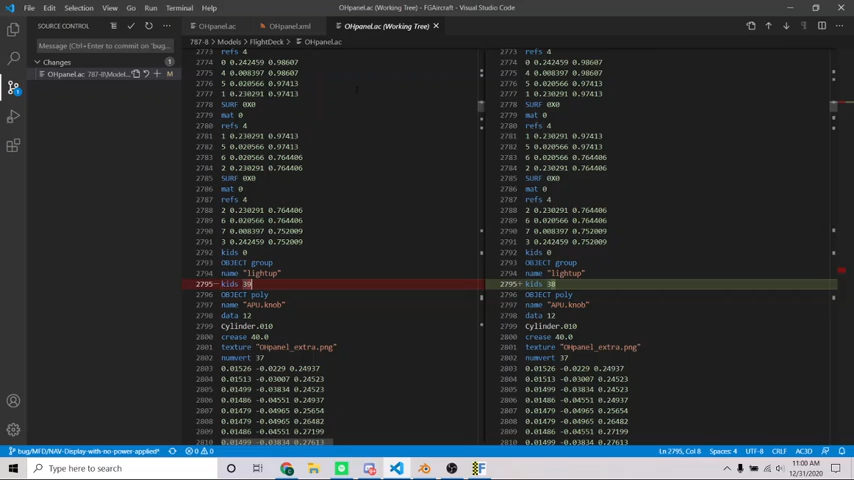 File Edit Selection View Go Run Terminal Help
OHpanel.ac (Working Tree) - FGAircraft - Visual Studio Code
SOURCE CONTROL
OHpanel.ac
OHpanel.xml
OHpanel.ac (Working Tree)
787-8 > Models > FlightDeck > OHpanel.ac
Message (Ctrl+Enter to commit on 'bug...
Changes
1
OHpanel.ac 787-8\Model... M
2773 refs 4
2774 0 0.242459 0.98607
2775 4 0.008397 0.98607
2776 5 0.020566 0.97413
2777 1 0.230291 0.97413
2778 SURF 0X0
2779 mat 0
2780 refs 4
2781 1 0.230291 0.97413
2782 5 0.020566 0.97413
2783 6 0.020566 0.764406
2784 2 0.230291 0.764406
2785 SURF 0X0
2786 mat 0
2787 refs 4
2788 2 0.230291 0.764406
2789 6 0.020566 0.764406
2790 7 0.008397 0.752009
2791 3 0.242459 0.752009
2792 kids 0
2793 OBJECT group
2794 name "lightup"
2795- kids 39
2796 OBJECT poly
2797 name "APU.knob"
2798 data 12
2799 Cylinder.010
2800 crease 40.0
2801 texture "OHpanel_extra.png"
2802 numvert 37
2803 0.01526 -0.0229 0.24937
2804 0.01513 -0.03007 0.24523
2805 0.01499 -0.03834 0.24523
2806 0.01486 -0.04551 0.24937
2807 0.01479 -0.04965 0.25654
2808 0.01479 -0.04965 0.26482
2809 0.01486 -0.04551 0.27199
2810 0.01499 -0.03834 0.27613
2773 refs 4
2774 0 0.242459 0.98607
2775 4 0.008397 0.98607
2776 5 0.020566 0.97413
2777 1 0.230291 0.97413
2778 SURF 0X0
2779 mat 0
2780 refs 4
2781 1 0.230291 0.97413
2782 5 0.020566 0.97413
2783 6 0.020566 0.764406
2784 2 0.230291 0.764406
2785 SURF 0X0
2786 mat 0
2787 refs 4
2788 2 0.230291 0.764406
2789 6 0.020566 0.764406
2790 7 0.008397 0.752009
2791 3 0.242459 0.752009
2792 kids 0
2793 OBJECT group
2794 name "lightup"
2795+ kids 38
2796 OBJECT poly
2797 name "APU.knob"
2798 data 12
2799 Cylinder.010
2800 crease 40.0
2801 texture "OHpanel_extra.png"
2802 numvert 37
2803 0.01526 -0.0229 0.24937
2804 0.01513 -0.03007 0.24523
2805 0.01499 -0.03834 0.24523
2806 0.01486 -0.04551 0.24937
2807 0.01479 -0.04965 0.25654
2808 0.01479 -0.04965 0.26482
2809 0.01486 -0.04551 0.27199
2810 0.01499 -0.03834 0.27613
bug/MFD/NAV-Display-with-no-power-applied* 0 0 Ln 2795, Col 8 Spaces: 4 UTF-8 CRLF AC3D
Type here to search
11:00 AM
12/31/2020